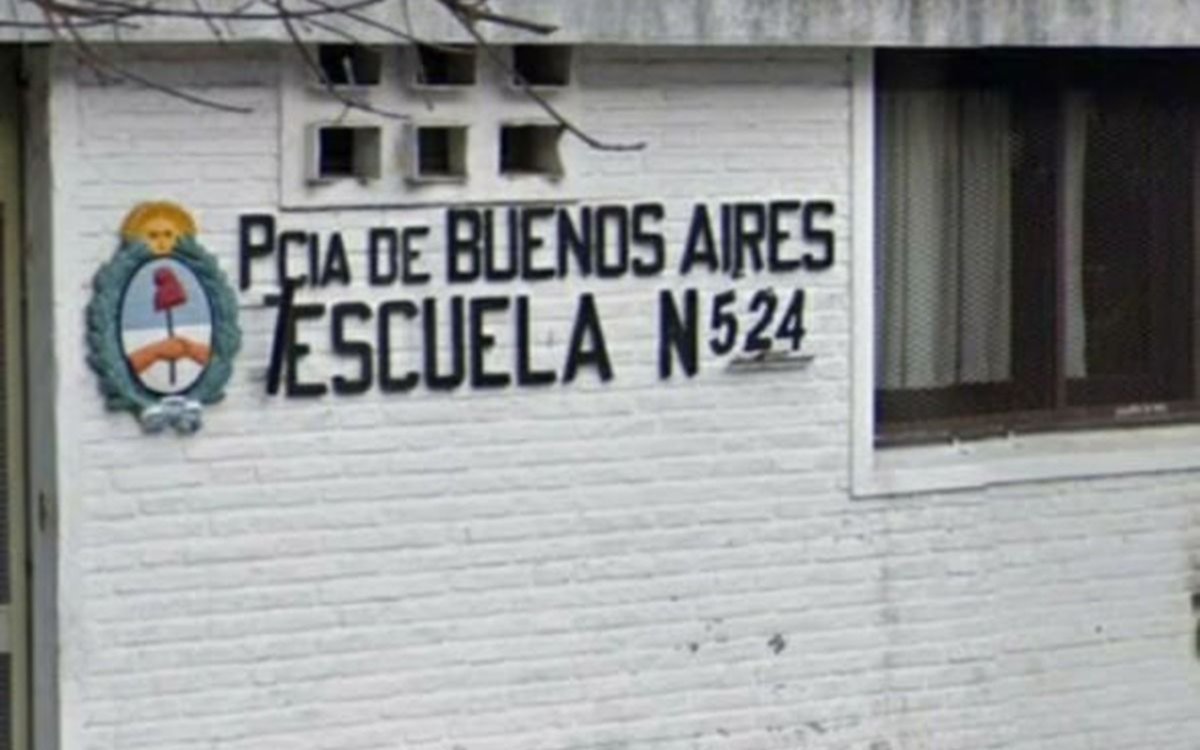 PCIA DE BUENOS AIRES
ESCUELA N 524